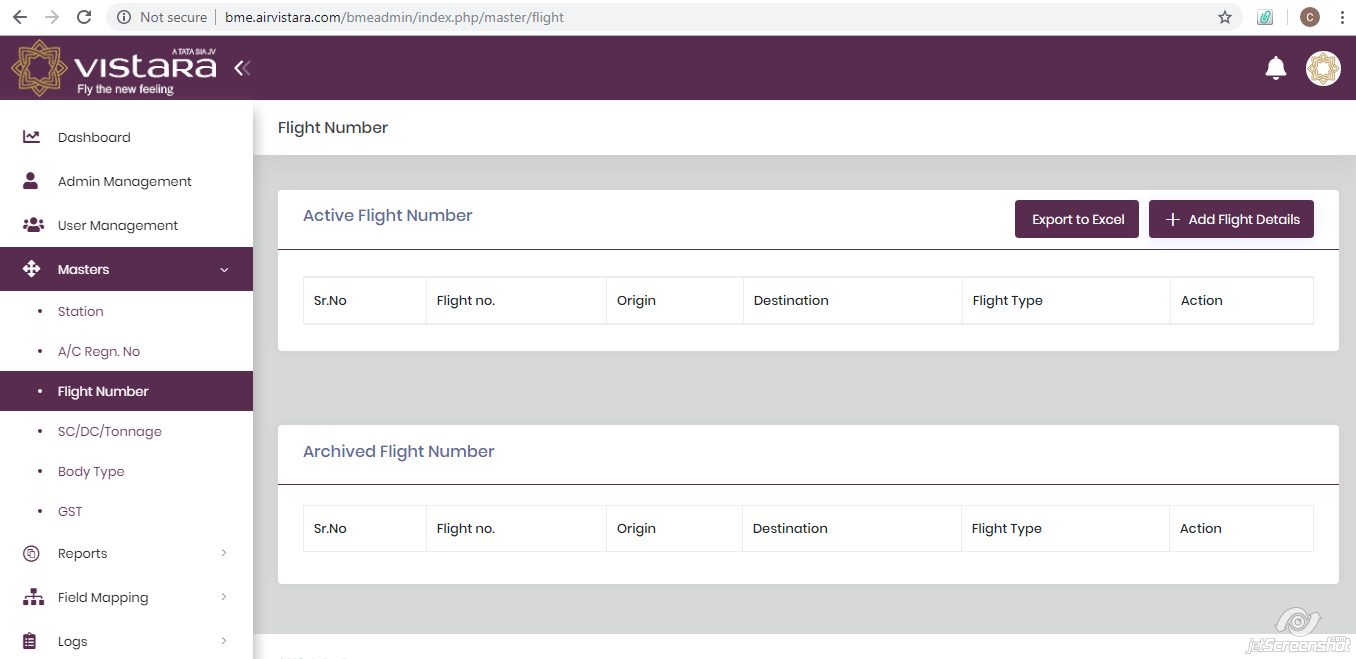 Not secure
bme.airvistara.com/bmeadmin/index.php/master/flight
C
A TATA SIA JV
vistara
Fly the new feeling
Dashboard
Admin Management
User Management
Masters
Station
A/C Regn. No
Flight Number
SC/DC/Tonnage
Body Type
GST
Reports
Field Mapping
Logs
Flight Number
Active Flight Number
Export to Excel
Add Flight Details
Sr.No Flight no. Origin Destination Flight Type Action
Archived Flight Number
Sr.No Flight no. Origin Destination Flight Type Action
jetScreenshot